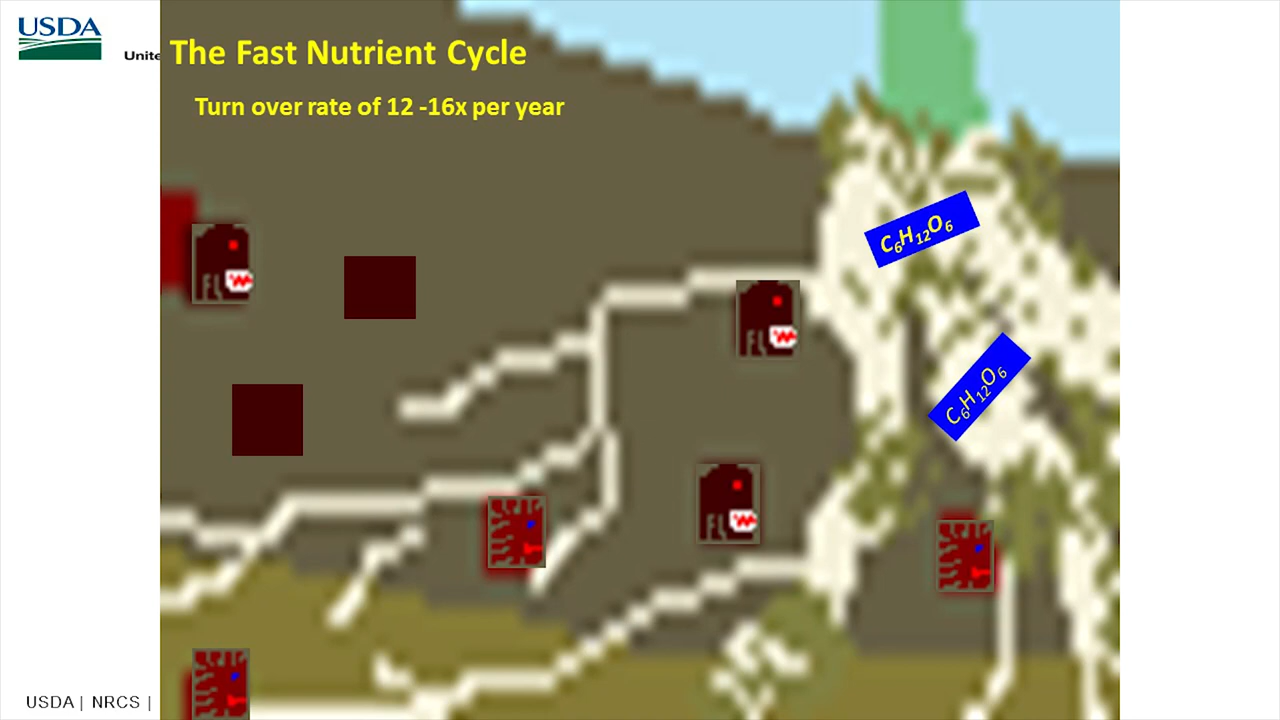 USDA
Unite
The Fast Nutrient Cycle
Turn over rate of 12 -16x per year
C₆H₁₂O₆
C₆H₁₂O₆
FL
FL
FL
USDA | NRCS |